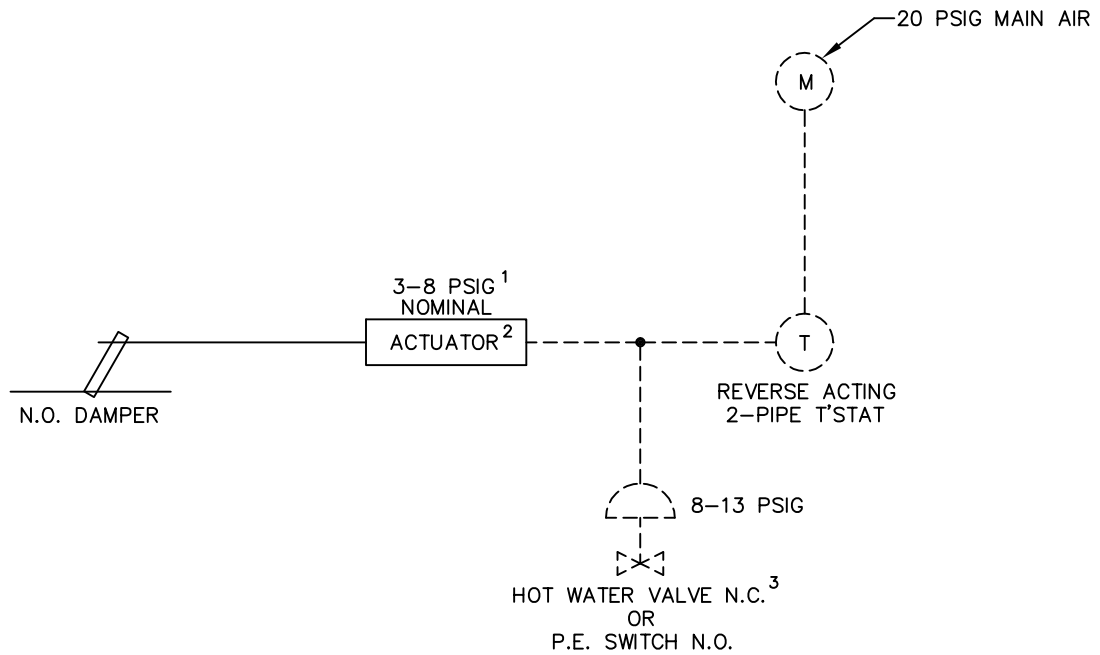 20 PSIG MAIN AIR
M
3-8 PSIG¹
NOMINAL
ACTUATOR²
T
N.O. DAMPER
REVERSE ACTING
2-PIPE T'STAT
8-13 PSIG
HOT WATER VALVE N.C.³
OR
P.E. SWITCH N.O.